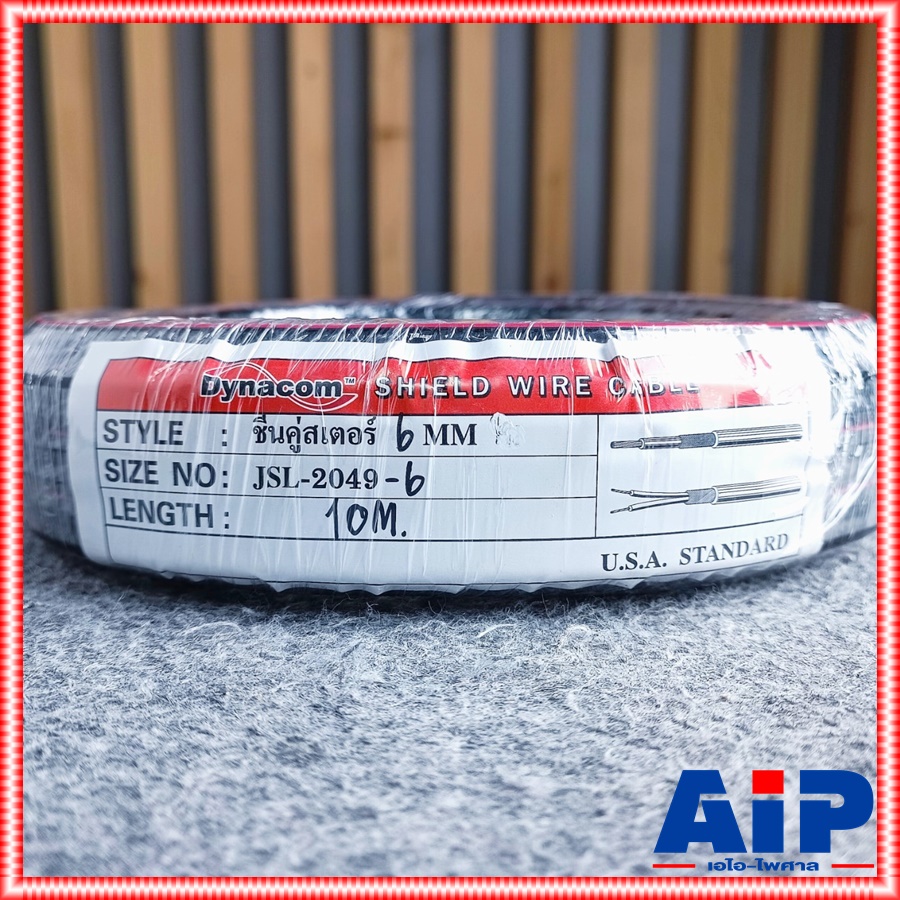 Dynacom™ SHIELD WIRE CABLE
STYLE : ชีนคู่สเตอร์ 6 MM
SIZE NO: JSL-2049-6
LENGTH : 10M.
U.S.A. STANDARD
AiP
เอไอ-ไพศาล